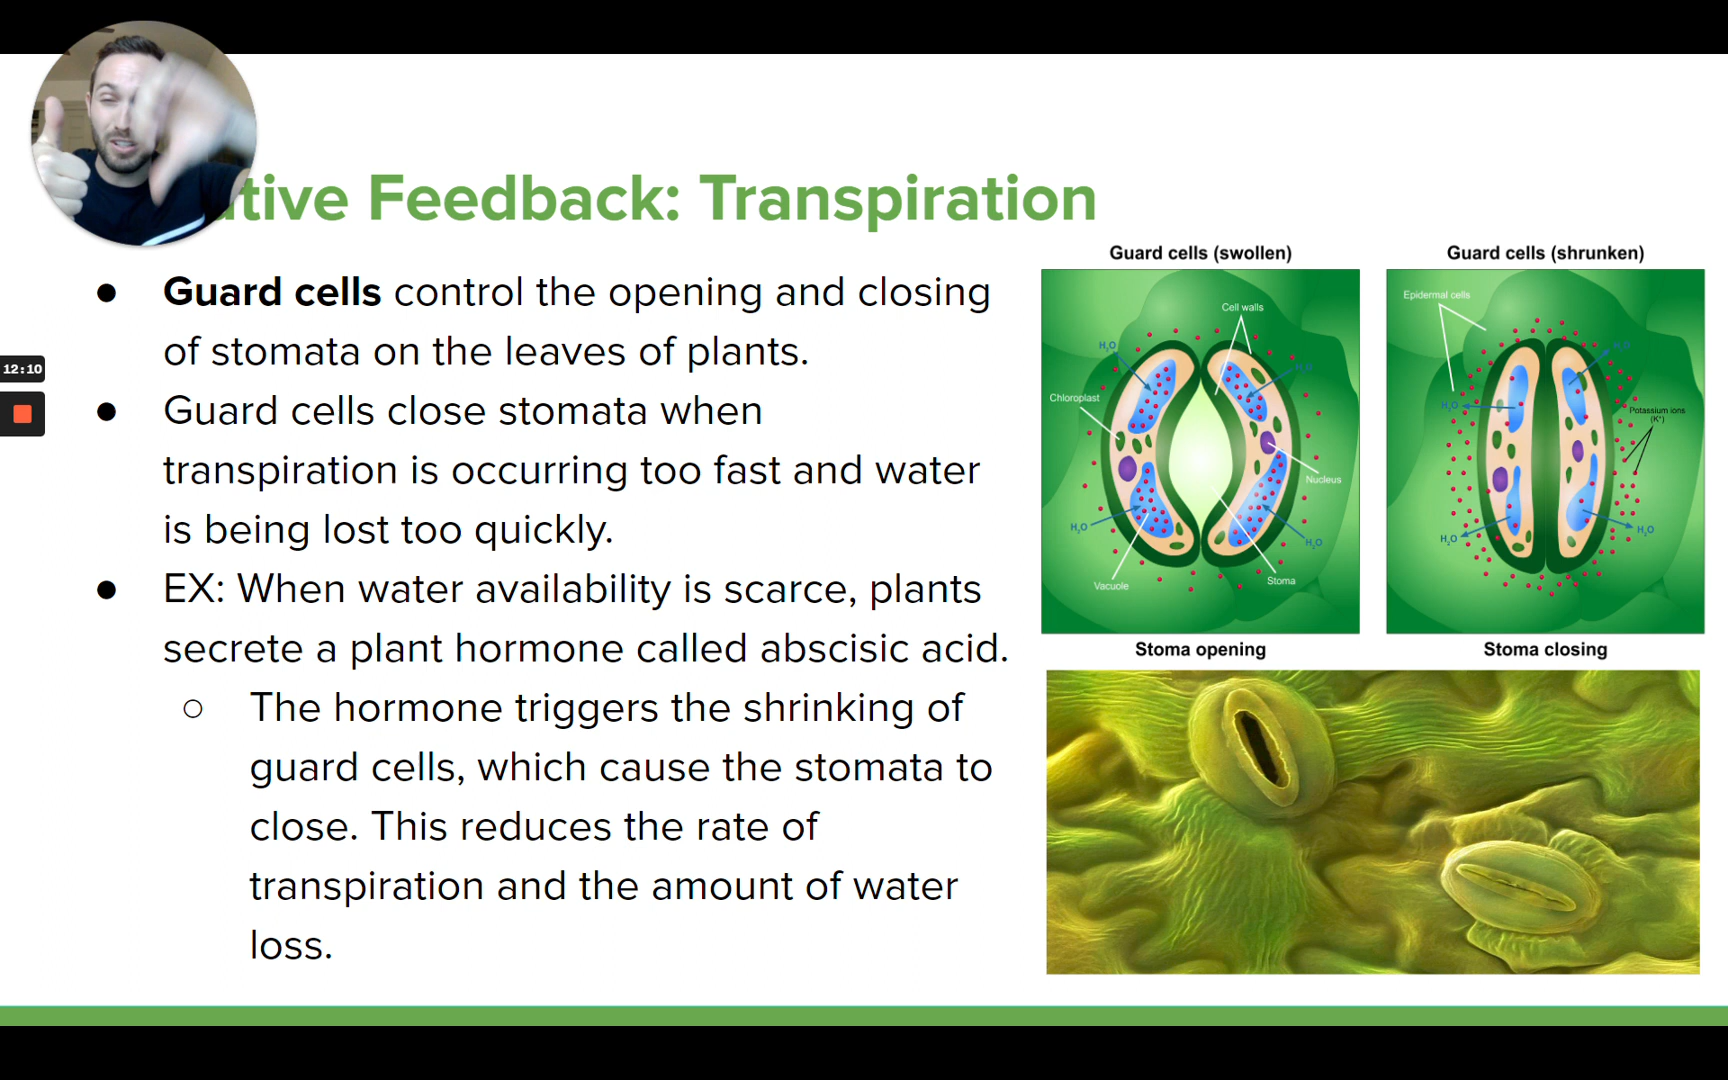 tive Feedback: Transpiration
● Guard cells control the opening and closing
of stomata on the leaves of plants.
● Guard cells close stomata when
transpiration is occurring too fast and water
is being lost too quickly.
● EX: When water availability is scarce, plants
secrete a plant hormone called abscisic acid.
○ The hormone triggers the shrinking of
guard cells, which cause the stomata to
close. This reduces the rate of
transpiration and the amount of water
loss.
12:10
Guard cells (swollen)
Cell walls
H₂O
H₂O
Chloroplast
Nucleus
H₂O
H₂O
Vacuole
Stoma
Stoma opening
Guard cells (shrunken)
Epidermal cells
H₂O
H₂O
Potassium ions
(K⁺)
H₂O
H₂O
Stoma closing